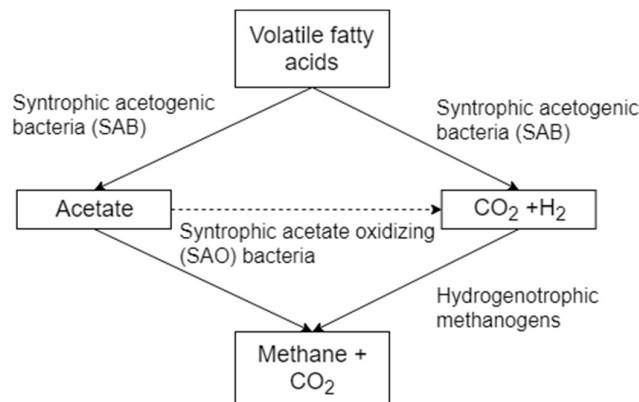 Volatile fatty
acids
Syntrophic acetogenic
bacteria (SAB)
Syntrophic acetogenic
bacteria (SAB)
Acetate
CO2 +H2
Syntrophic acetate oxidizing
(SAO) bacteria
Hydrogenotrophic
methanogens
Methane +
CO2